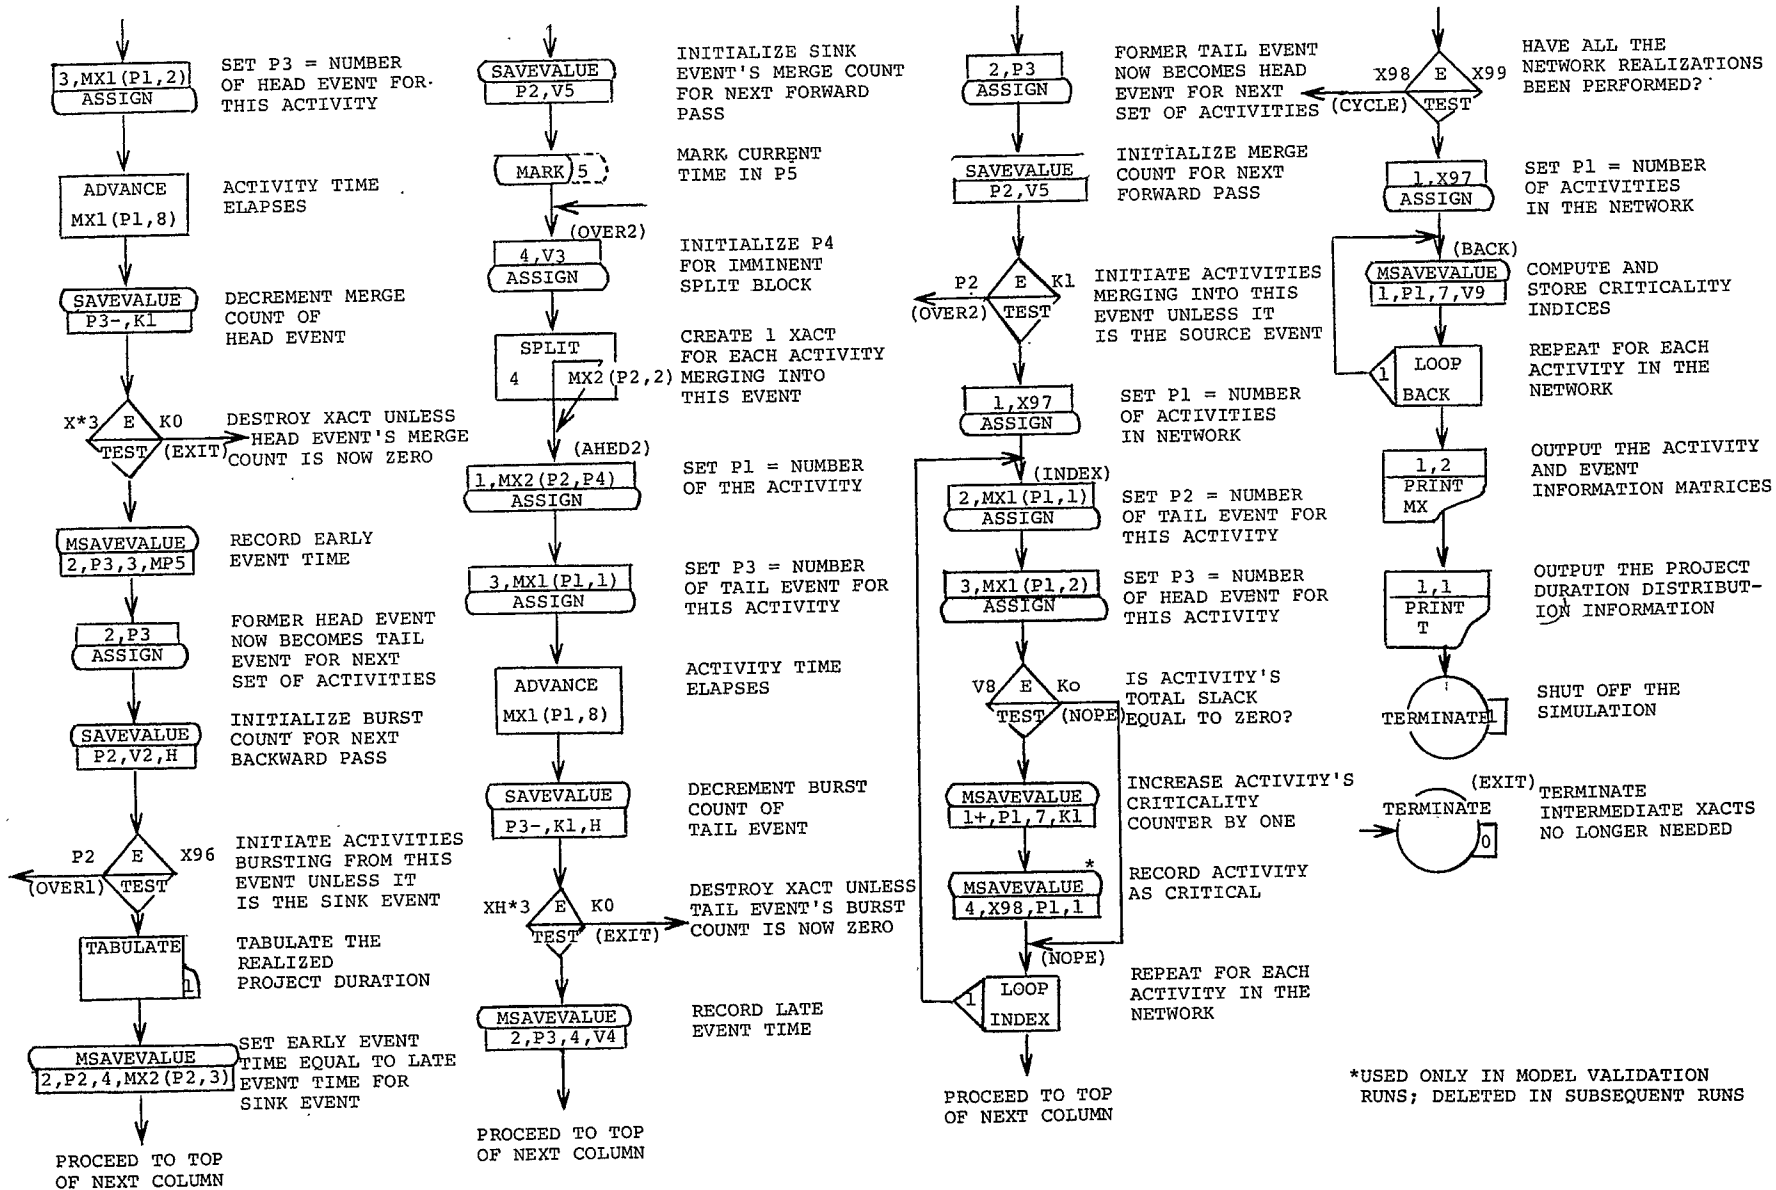 3,MX1(P1,2)
ASSIGN
SET P3 = NUMBER
OF HEAD EVENT FOR
THIS ACTIVITY
ADVANCE
MX1(P1,8)
ACTIVITY TIME
ELAPSES
SAVEVALUE
P3-,K1
DECREMENT MERGE
COUNT OF
HEAD EVENT
X*3
E
K0
TEST
(EXIT)
DESTROY XACT UNLESS
HEAD EVENT'S MERGE
COUNT IS NOW ZERO
MSAVEVALUE
2,P3,3,MP5
RECORD EARLY
EVENT TIME
2,P3
ASSIGN
FORMER HEAD EVENT
NOW BECOMES TAIL
EVENT FOR NEXT
SET OF ACTIVITIES
SAVEVALUE
P2,V2,H
INITIALIZE BURST
COUNT FOR NEXT
BACKWARD PASS
P2
E
X96
(OVER1)
TEST
INITIATE ACTIVITIES
BURSTING FROM THIS
EVENT UNLESS IT
IS THE SINK EVENT
TABULATE
1
TABULATE THE
REALIZED
PROJECT DURATION
MSAVEVALUE
2,P2,4,MX2(P2,3)
SET EARLY EVENT
TIME EQUAL TO LATE
EVENT TIME FOR
SINK EVENT
PROCEED TO TOP
OF NEXT COLUMN
SAVEVALUE
P2,V5
INITIALIZE SINK
EVENT'S MERGE COUNT
FOR NEXT FORWARD
PASS
MARK
5
MARK CURRENT
TIME IN P5
(OVER2)
4,V3
ASSIGN
INITIALIZE P4
FOR IMMINENT
SPLIT BLOCK
SPLIT
4
MX2(P2,2)
CREATE 1 XACT
FOR EACH ACTIVITY
MERGING INTO
THIS EVENT
(AHED2)
1,MX2(P2,P4)
ASSIGN
SET P1 = NUMBER
OF THE ACTIVITY
3,MX1(P1,1)
ASSIGN
SET P3 = NUMBER
OF TAIL EVENT FOR
THIS ACTIVITY
ADVANCE
MX1(P1,8)
ACTIVITY TIME
ELAPSES
SAVEVALUE
P3-,K1,H
DECREMENT BURST
COUNT OF
TAIL EVENT
XH*3
E
K0
TEST
(EXIT)
DESTROY XACT UNLESS
TAIL EVENT'S BURST
COUNT IS NOW ZERO
MSAVEVALUE
2,P3,4,V4
RECORD LATE
EVENT TIME
PROCEED TO TOP
OF NEXT COLUMN
2,P3
ASSIGN
FORMER TAIL EVENT
NOW BECOMES HEAD
EVENT FOR NEXT
SET OF ACTIVITIES
SAVEVALUE
P2,V5
INITIALIZE MERGE
COUNT FOR NEXT
FORWARD PASS
P2
E
K1
(OVER2)
TEST
INITIATE ACTIVITIES
MERGING INTO THIS
EVENT UNLESS IT
IS THE SOURCE EVENT
1,X97
ASSIGN
SET P1 = NUMBER
OF ACTIVITIES
IN NETWORK
(INDEX)
2,MX1(P1,1)
ASSIGN
SET P2 = NUMBER
OF TAIL EVENT FOR
THIS ACTIVITY
3,MX1(P1,2)
ASSIGN
SET P3 = NUMBER
OF HEAD EVENT FOR
THIS ACTIVITY
V8
E
Ko
TEST
(NOPE)
IS ACTIVITY'S
TOTAL SLACK
EQUAL TO ZERO?
MSAVEVALUE
1+,P1,7,K1
INCREASE ACTIVITY'S
CRITICALITY
COUNTER BY ONE
*
MSAVEVALUE
4,X98,P1,1
RECORD ACTIVITY
AS CRITICAL
(NOPE)
1
LOOP
INDEX
REPEAT FOR EACH
ACTIVITY IN THE
NETWORK
PROCEED TO TOP
OF NEXT COLUMN
X98
E
X99
(CYCLE)
TEST
HAVE ALL THE
NETWORK REALIZATIONS
BEEN PERFORMED?
1,X97
ASSIGN
SET P1 = NUMBER
OF ACTIVITIES
IN THE NETWORK
(BACK)
MSAVEVALUE
1,P1,7,V9
COMPUTE AND
STORE CRITICALITY
INDICES
1
LOOP
BACK
REPEAT FOR EACH
ACTIVITY IN THE
NETWORK
1,2
PRINT
MX
OUTPUT THE ACTIVITY
AND EVENT
INFORMATION MATRICES
1,1
PRINT
T
OUTPUT THE PROJECT
DURATION DISTRIBUT-
ION INFORMATION
TERMINATE
1
SHUT OFF THE
SIMULATION
(EXIT)
TERMINATE
0
TERMINATE
INTERMEDIATE XACTS
NO LONGER NEEDED
*USED ONLY IN MODEL VALIDATION
RUNS; DELETED IN SUBSEQUENT RUNS